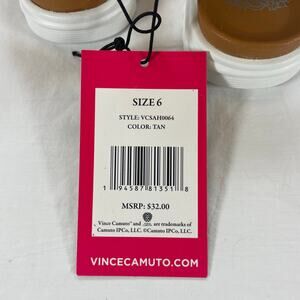 SIZE 6
STYLE: VCSAH0064
COLOR: TAN
1 94587 81351 8
MSRP: $32.00
Vince Camuto® and are trademarks of
Camuto IPCo, LLC. ©Camuto IPCo, LLC.
VINCECAMUTO.COM